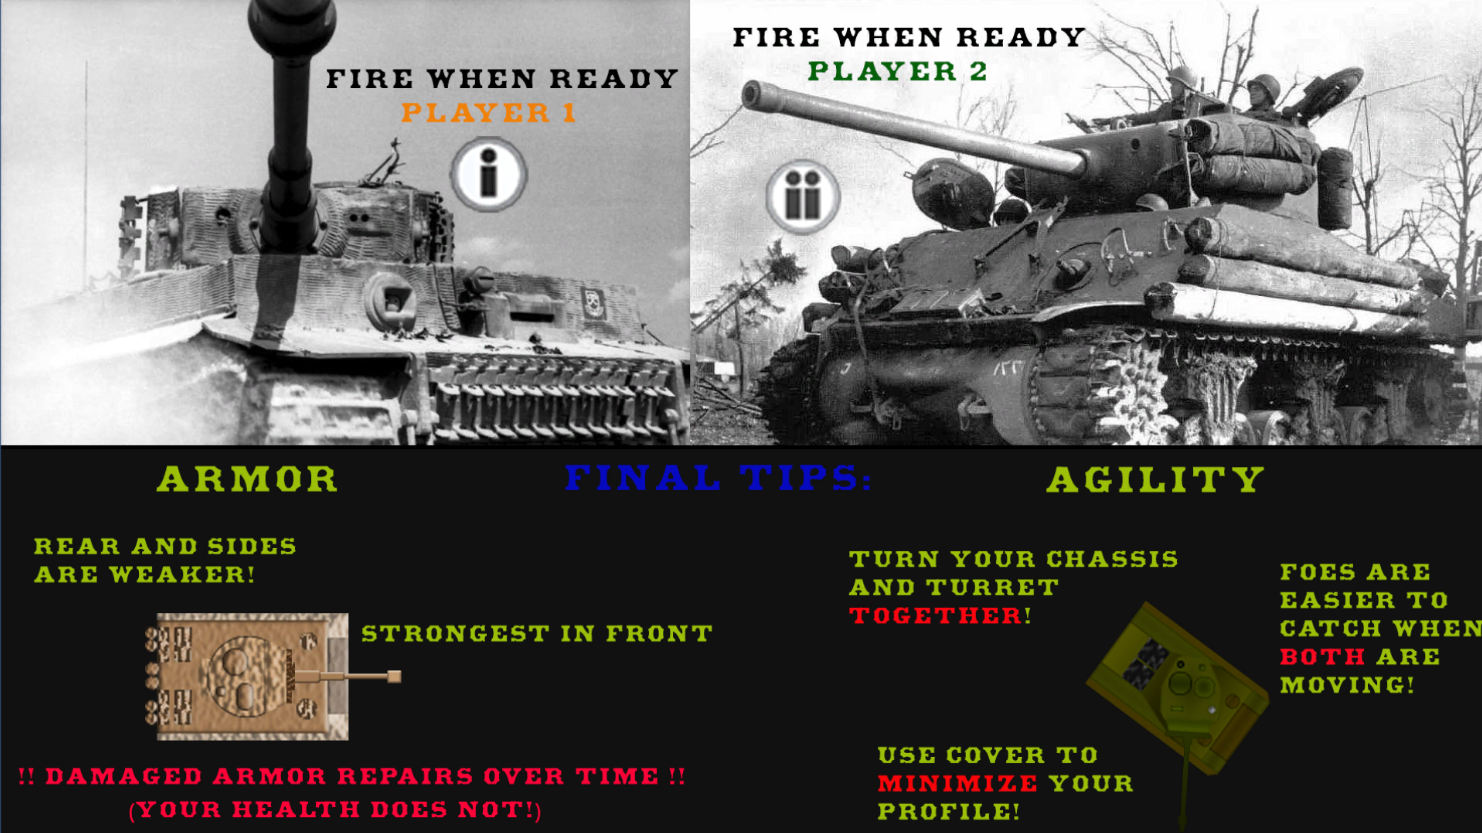 FIRE WHEN READY
PLAYER 1
i
FIRE WHEN READY
PLAYER 2
ii
ARMOR
FINAL TIPS:
AGILITY
REAR AND SIDES
ARE WEAKER!
STRONGEST IN FRONT
!! DAMAGED ARMOR REPAIRS OVER TIME !!
(YOUR HEALTH DOES NOT!)
TURN YOUR CHASSIS
AND TURRET
TOGETHER!
FOES ARE
EASIER TO
CATCH WHEN
BOTH ARE
MOVING!
USE COVER TO
MINIMIZE YOUR
PROFILE!